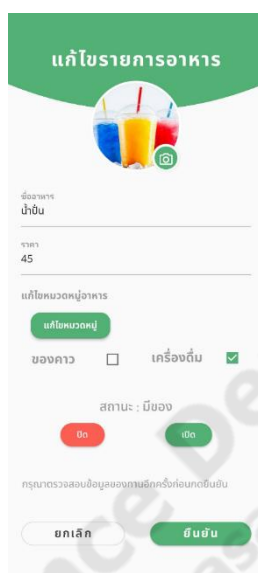 แก้ไขรายการอาหาร
ชื่ออาหาร
น้ำปั่น
ราคา
45
แก้ไขหมวดหมู่อาหาร
แก้ไขหมวดหมู่
ของคาว เครื่องดื่ม
สถานะ : มีของ
ปิด เปิด
กรุณาตรวจสอบข้อมูลของท่านอีกครั้งก่อนกดยืนยัน
ยกเลิก ยืนยัน